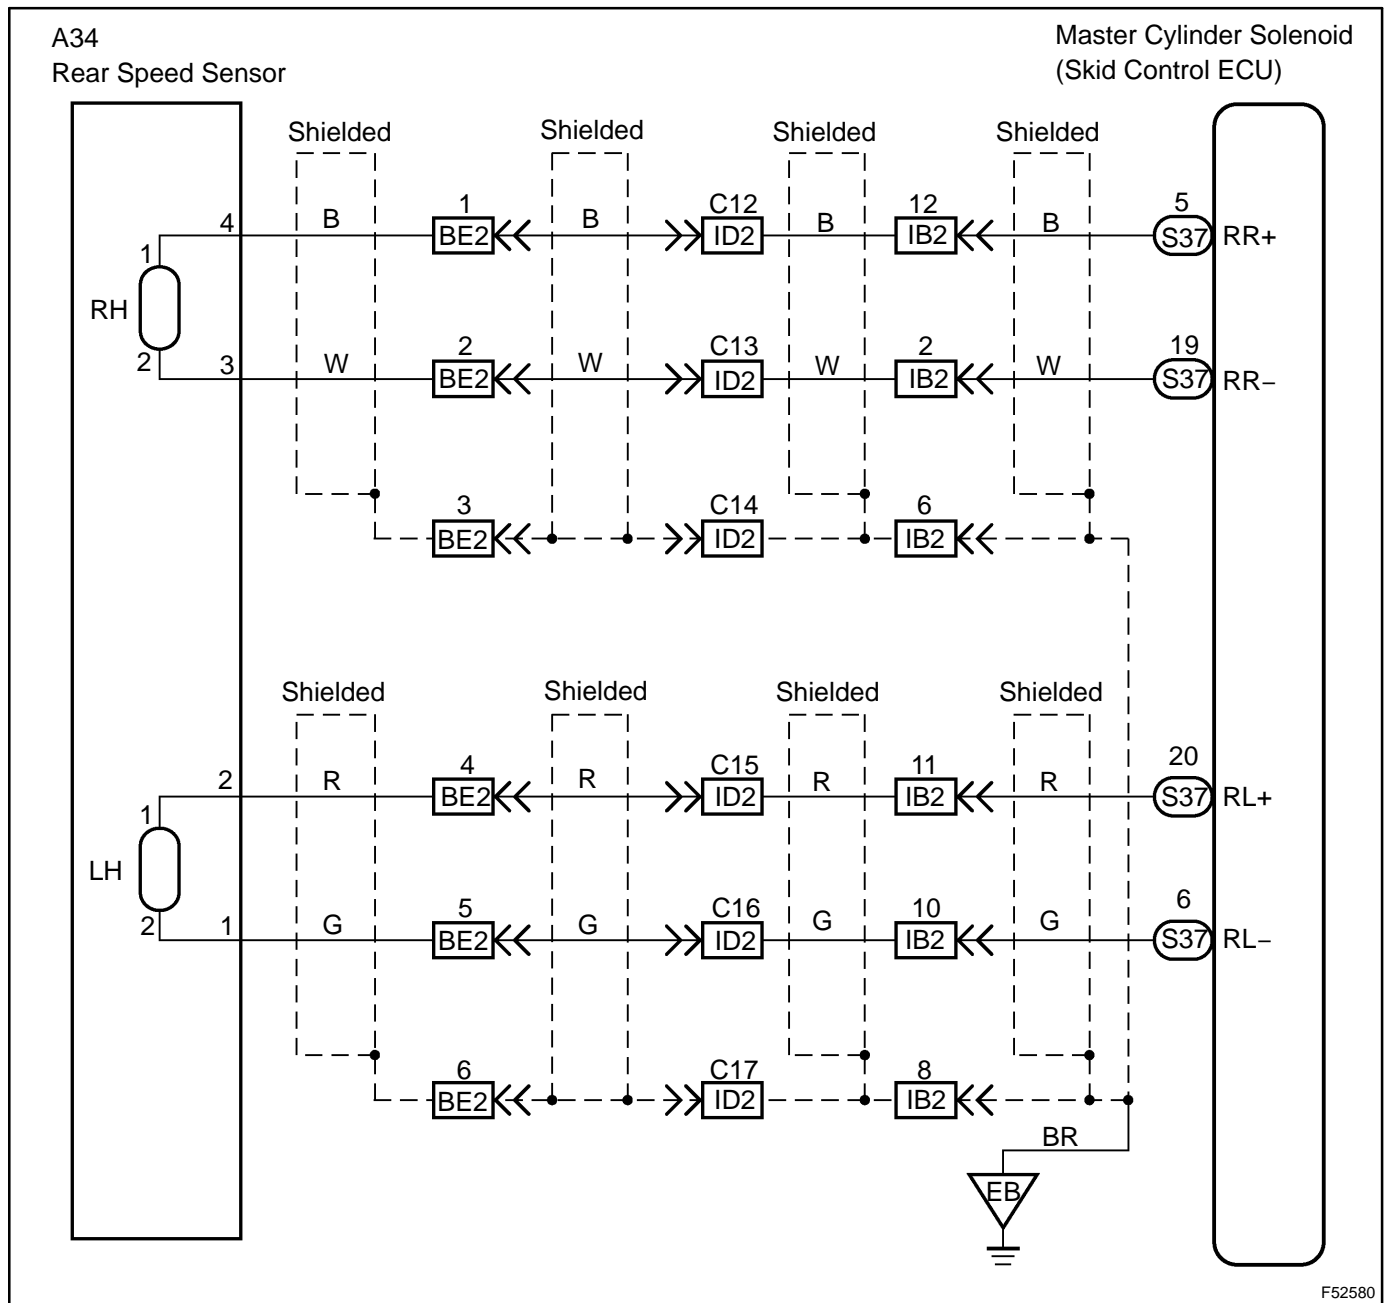 A34
Rear Speed Sensor
Master Cylinder Solenoid
(Skid Control ECU)
Shielded Shielded Shielded Shielded
4 B 1 B C12 B 12 B 5
1 BE2 ID2 IB2 S37 RR+
RH
2 3 W 2 W C13 W 2 W 19
BE2 ID2 IB2 S37 RR−
3 C14 6
BE2 ID2 IB2
Shielded Shielded Shielded Shielded
2 R 4 R C15 R 11 R 20
1 BE2 ID2 IB2 S37 RL+
LH
2 1 G 5 G C16 G 10 G 6
BE2 ID2 IB2 S37 RL−
6 C17 8
BE2 ID2 IB2
BR
EB
F52580